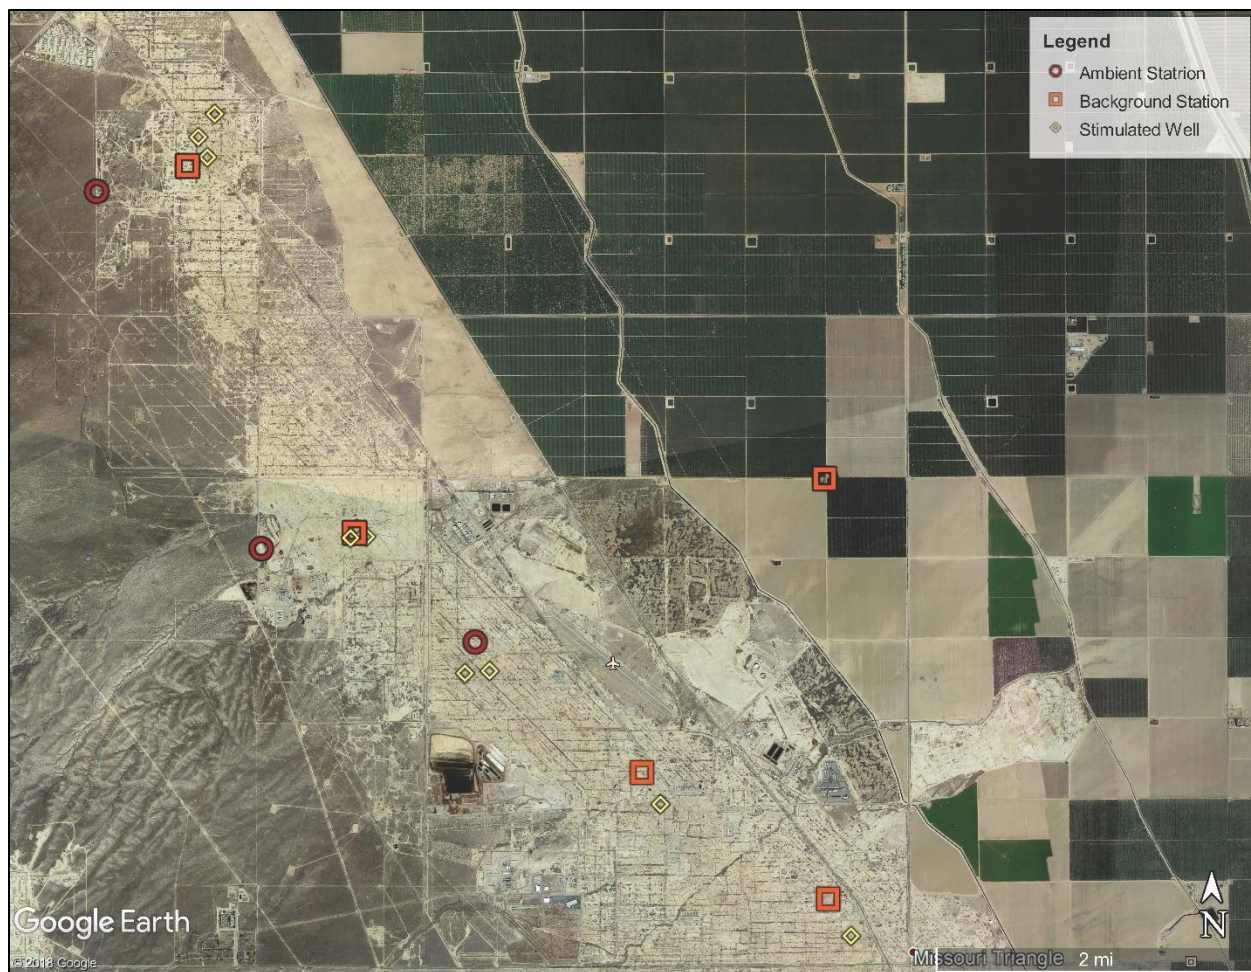 Legend
Ambient Statrion
Background Station
Stimulated Well
Google Earth
N
© 2018 Google
Missouri Triangle
2 mi